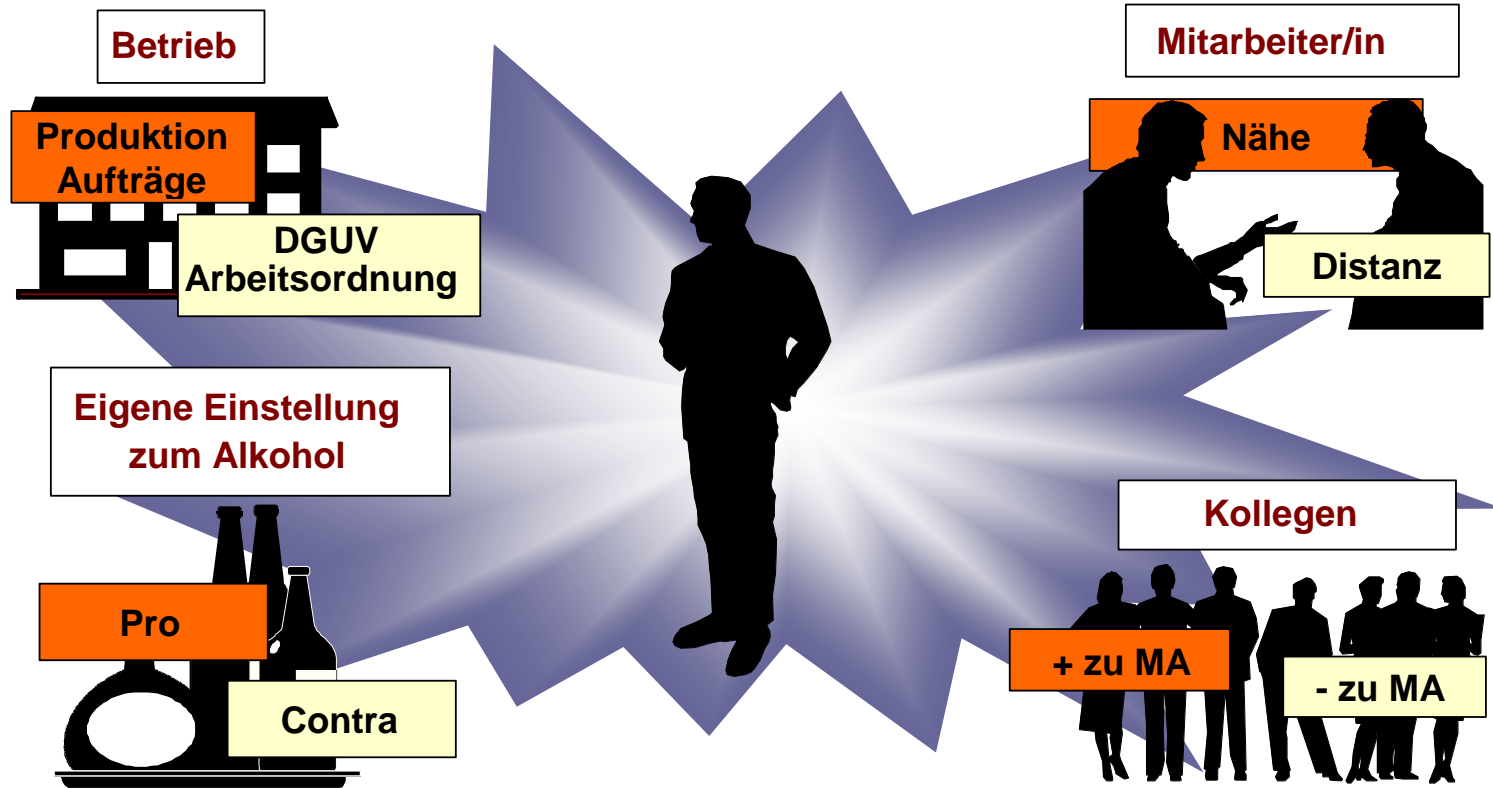 Betrieb
Produktion
Aufträge
DGUV
Arbeitsordnung
Mitarbeiter/in
Nähe
Distanz
Eigene Einstellung
zum Alkohol
Pro
Contra
Kollegen
+ zu MA
- zu MA